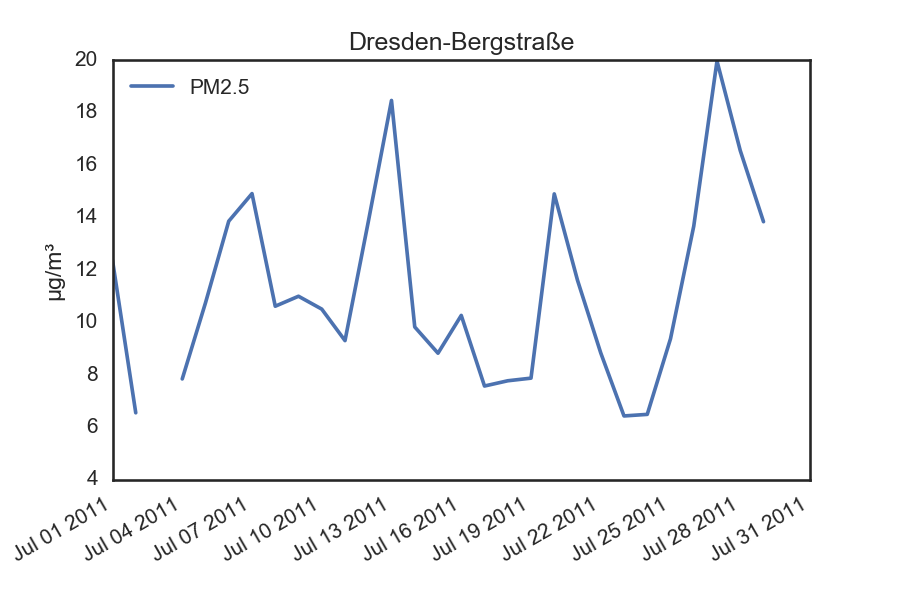 Dresden-Bergstraße
PM2.5
µg/m³
20
18
16
14
12
10
8
6
4
Jul 01 2011
Jul 04 2011
Jul 07 2011
Jul 10 2011
Jul 13 2011
Jul 16 2011
Jul 19 2011
Jul 22 2011
Jul 25 2011
Jul 28 2011
Jul 31 2011